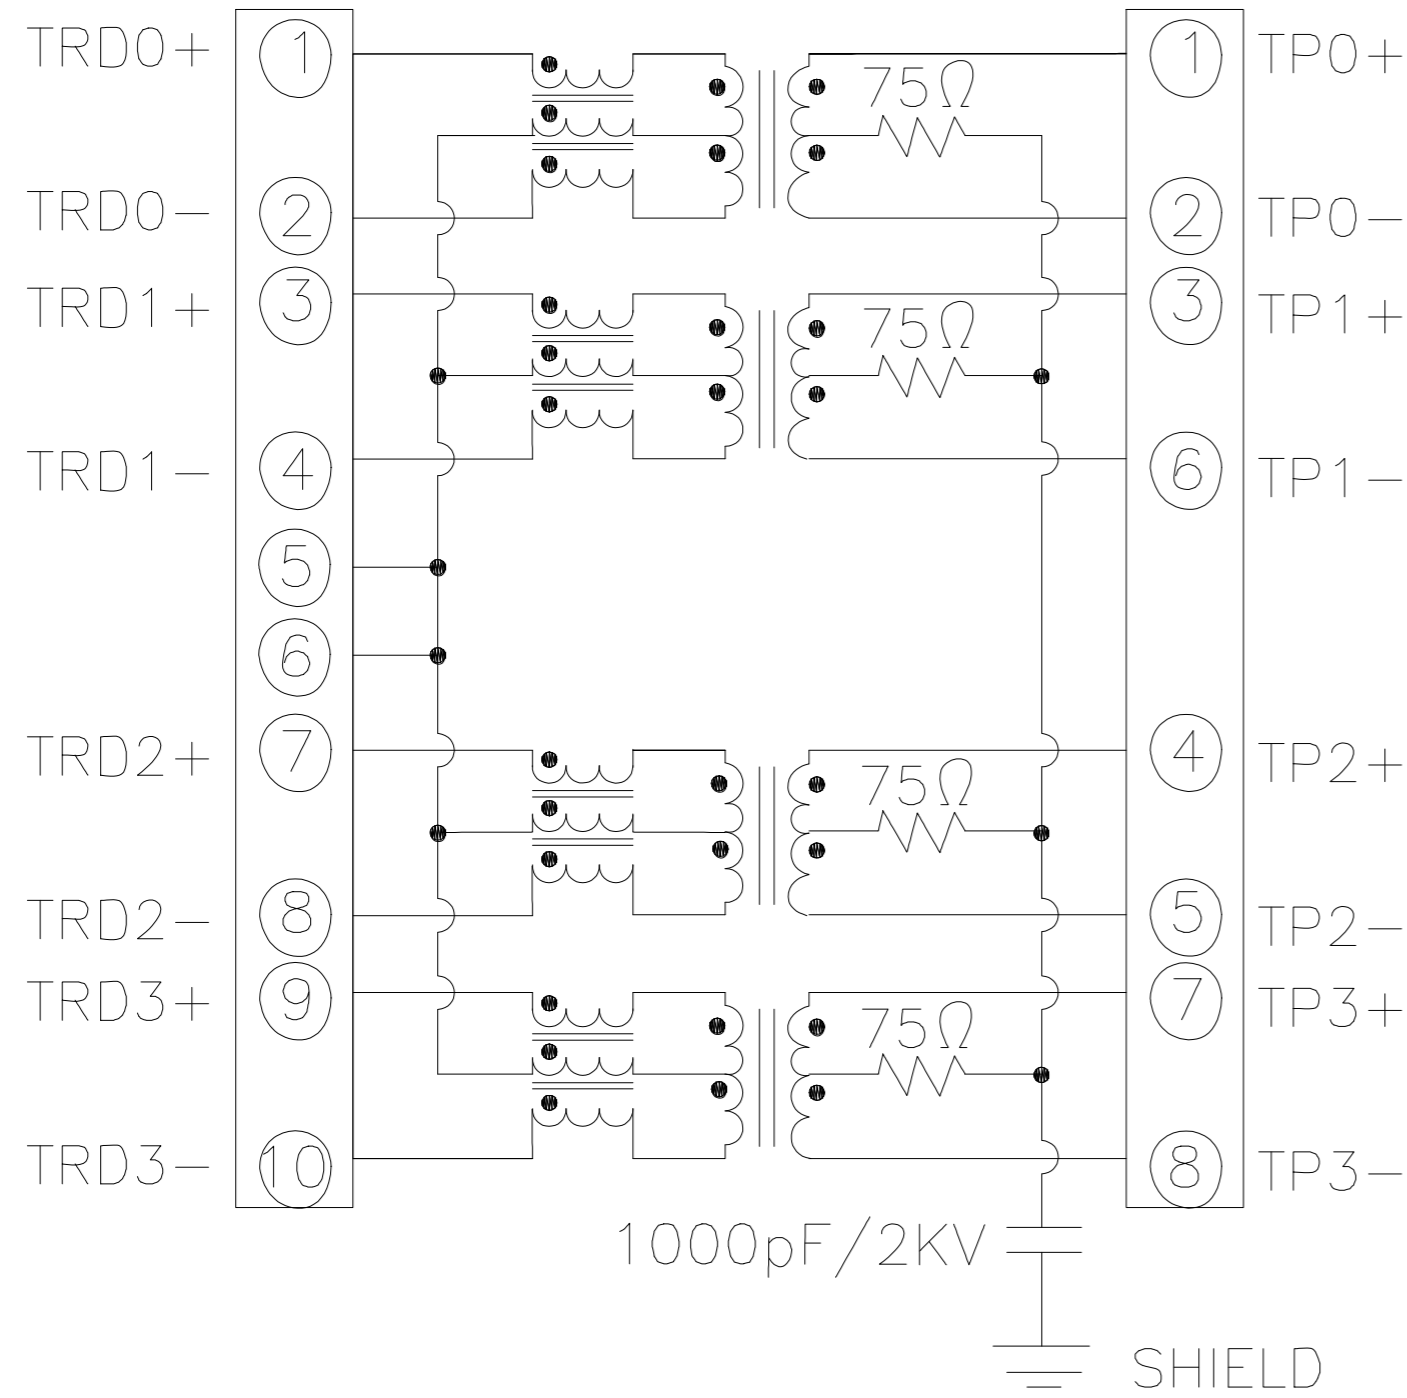 TRD0+ 1 1 TP0+
75Ω
TRD0- 2 2 TP0-
TRD1+ 3 3 TP1+
75Ω
TRD1- 4 6 TP1-
5
6
TRD2+ 7 4 TP2+
75Ω
TRD2- 8 5 TP2-
TRD3+ 9 7 TP3+
75Ω
TRD3- 10 8 TP3-
1000pF/2KV
SHIELD